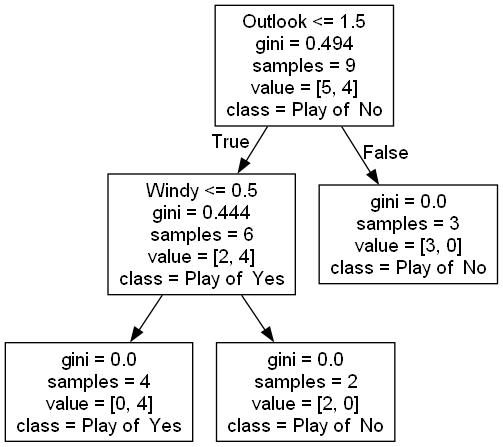 Outlook <= 1.5
gini = 0.494
samples = 9
value = [5, 4]
class = Play of  No
True
False
Windy <= 0.5
gini = 0.444
samples = 6
value = [2, 4]
class = Play of  Yes
gini = 0.0
samples = 3
value = [3, 0]
class = Play of  No
gini = 0.0
samples = 4
value = [0, 4]
class = Play of  Yes
gini = 0.0
samples = 2
value = [2, 0]
class = Play of  No